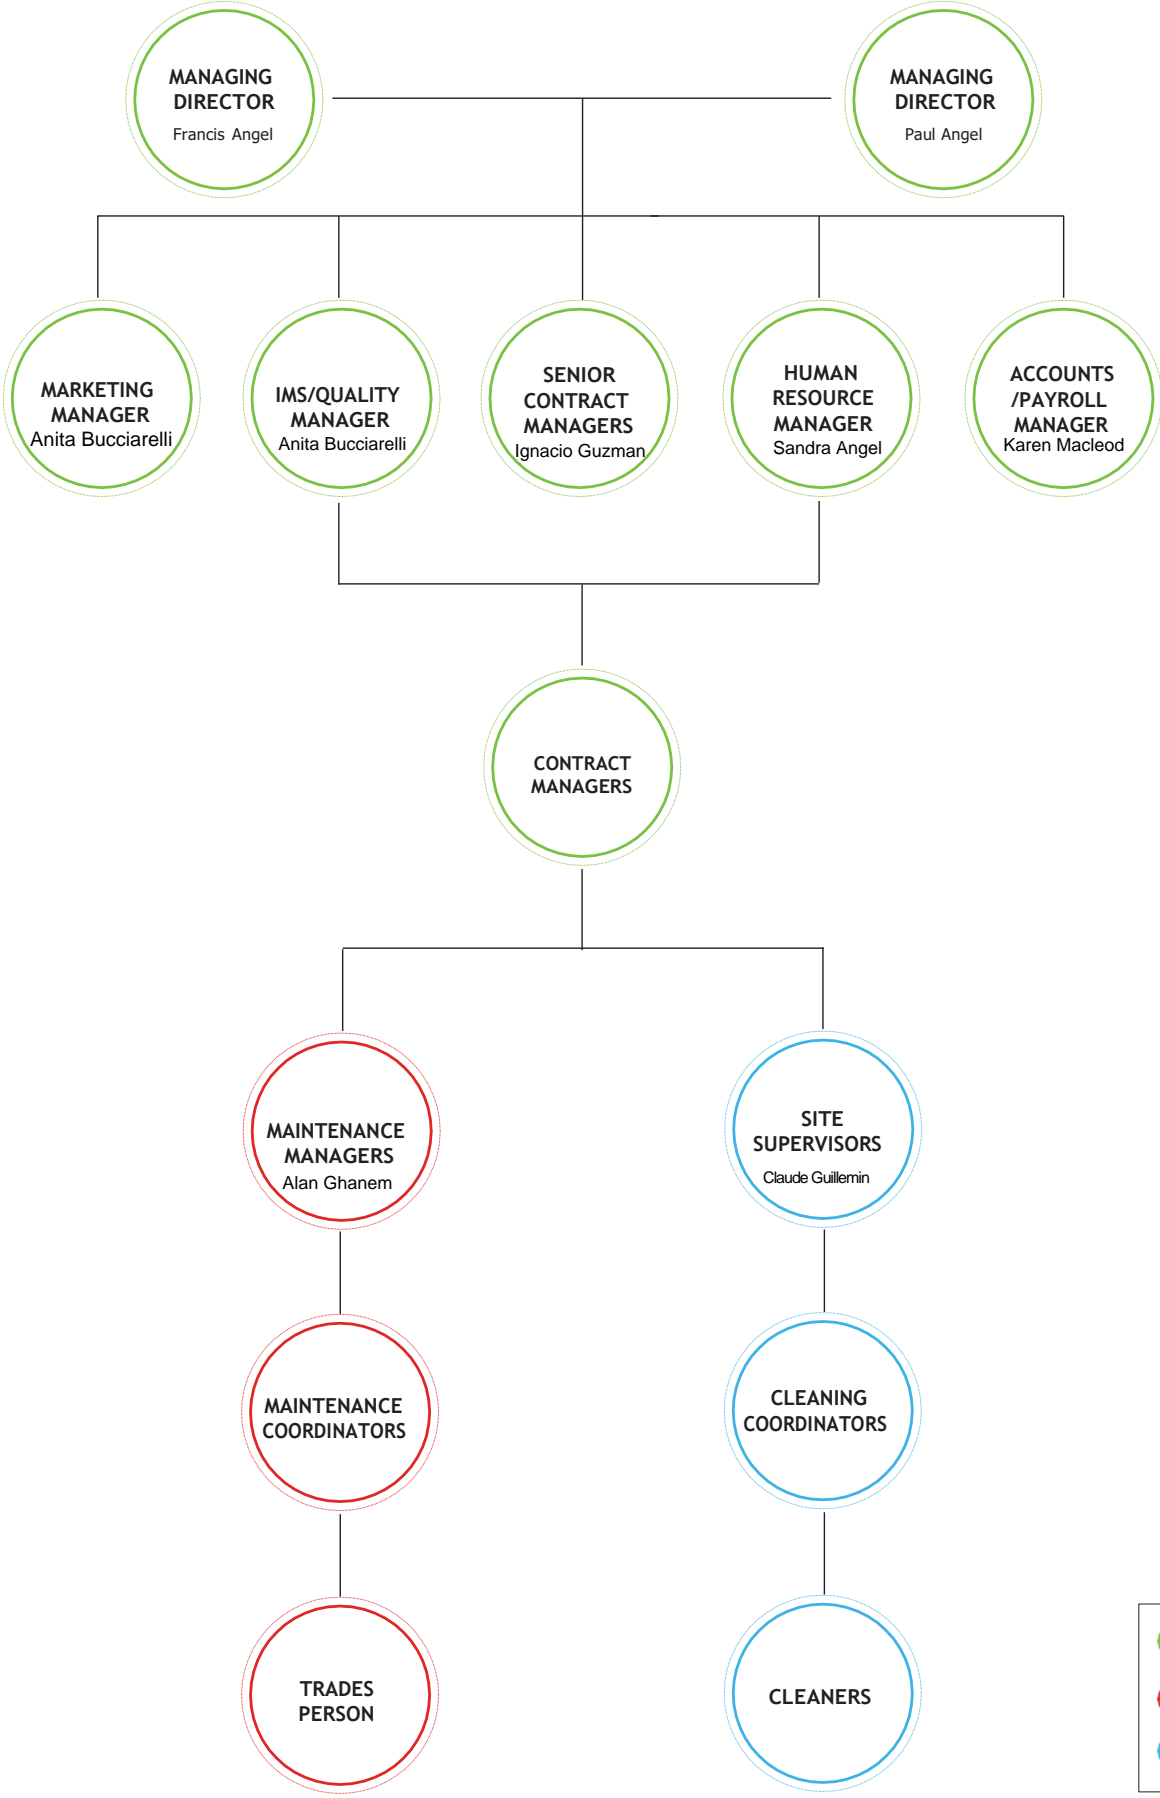 MANAGING
DIRECTOR
Francis Angel
MANAGING
DIRECTOR
Paul Angel
MARKETING
MANAGER
Anita Bucciarelli
IMS/QUALITY
MANAGER
Anita Bucciarelli
SENIOR
CONTRACT
MANAGERS
Ignacio Guzman
HUMAN
RESOURCE
MANAGER
Sandra Angel
ACCOUNTS
/PAYROLL
MANAGER
Karen Macleod
CONTRACT
MANAGERS
MAINTENANCE
MANAGERS
Alan Ghanem
SITE
SUPERVISORS
Claude Guillemin
MAINTENANCE
COORDINATORS
CLEANING
COORDINATORS
TRADES
PERSON
CLEANERS